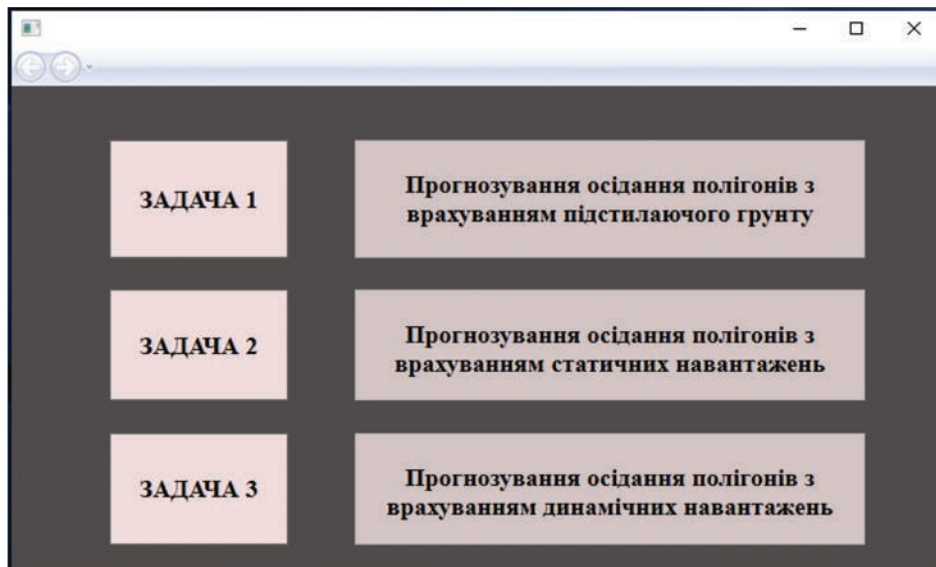 ЗАДАЧА 1
Прогнозування осідання полігонів з
врахуванням підстилаючого грунту
ЗАДАЧА 2
Прогнозування осідання полігонів з
врахуванням статичних навантажень
ЗАДАЧА 3
Прогнозування осідання полігонів з
врахуванням динамічних навантажень